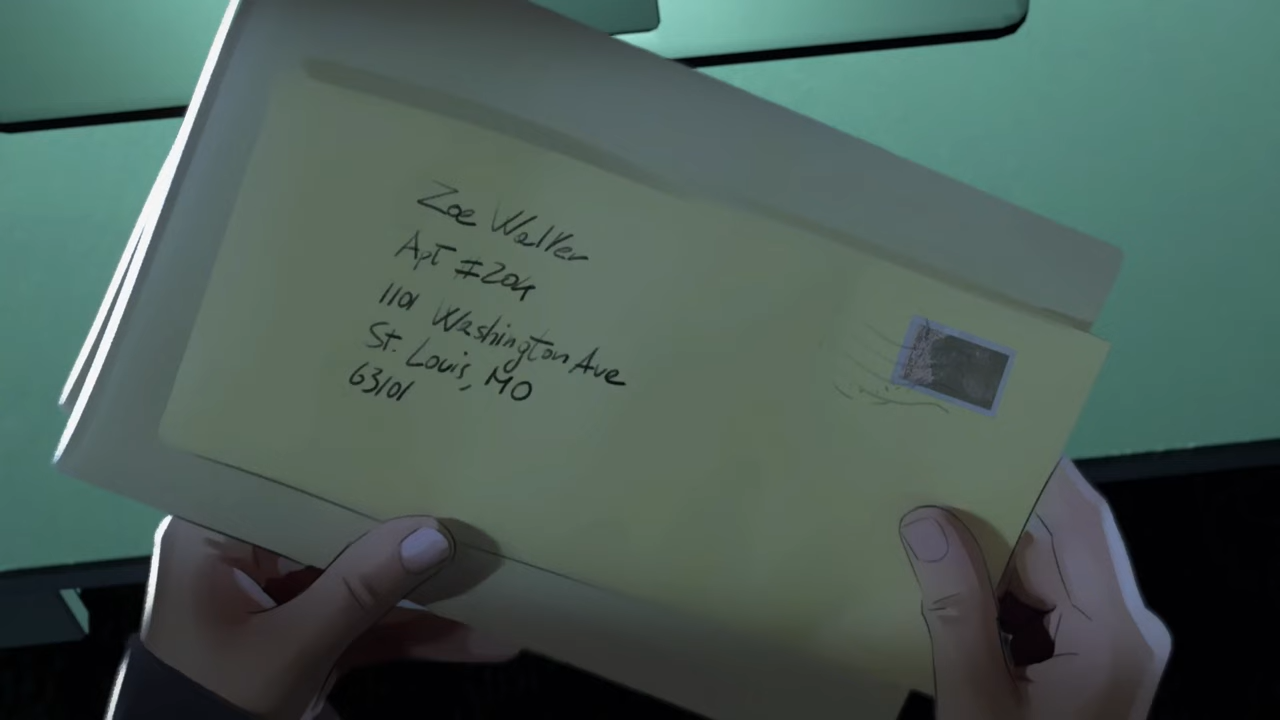 Zoe Walker
Apt #204
1101 Washington Ave
St. Louis, MO
63101